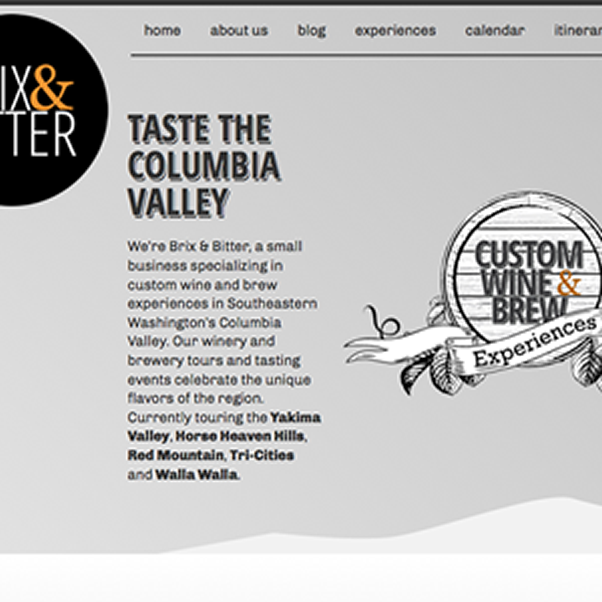 home about us blog experiences calendar itinerar
IX&
TTER
TASTE THE
COLUMBIA
VALLEY
We're Brix & Bitter, a small
business specializing in
custom wine and brew
experiences in Southeastern
Washington's Columbia
Valley. Our winery and
brewery tours and tasting
events celebrate the unique
flavors of the region.
Currently touring the Yakima
Valley, Horse Heaven Hills,
Red Mountain, Tri-Cities
and Walla Walla.
CUSTOM
WINE &
BREW
Experiences